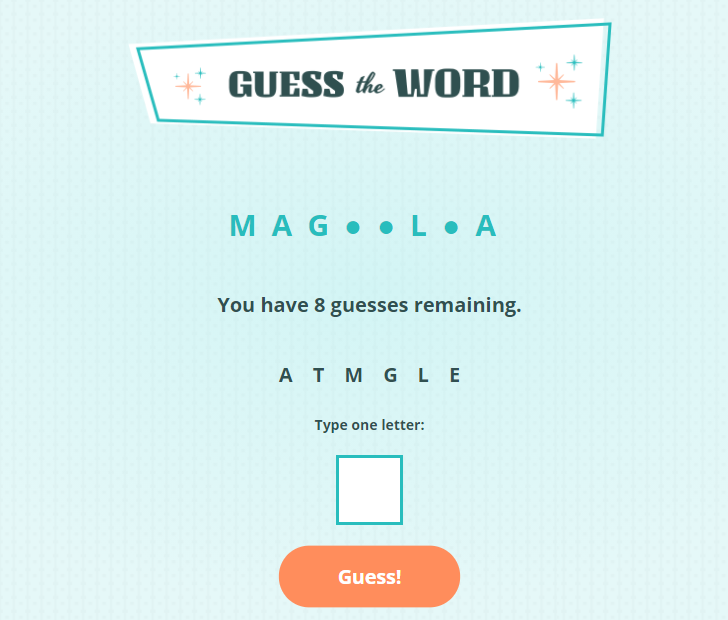 GUESS the WORD
M A G ● ● L ● A
You have 8 guesses remaining.
A T M G L E
Type one letter:
Guess!